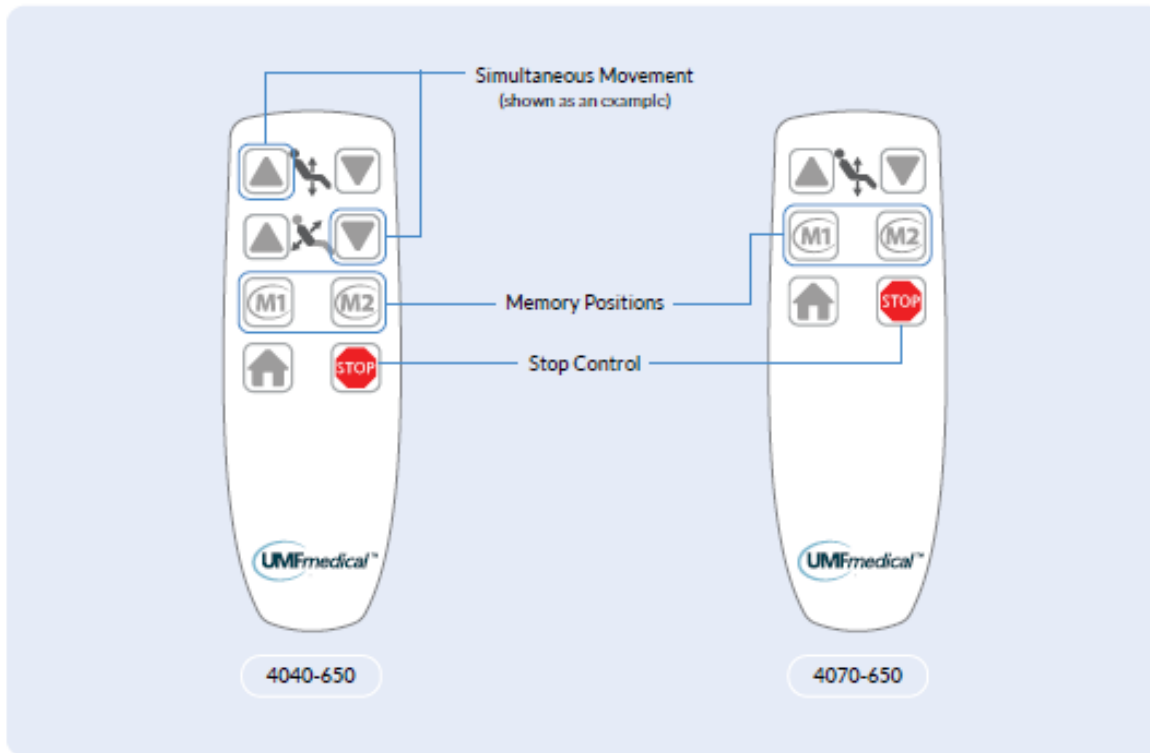 Simultaneous Movement
(shown as an example)
M1 M2
M1 M2
Memory Positions
STOP
Stop Control
STOP
UMFmedical™
UMFmedical™
4040-650
4070-650